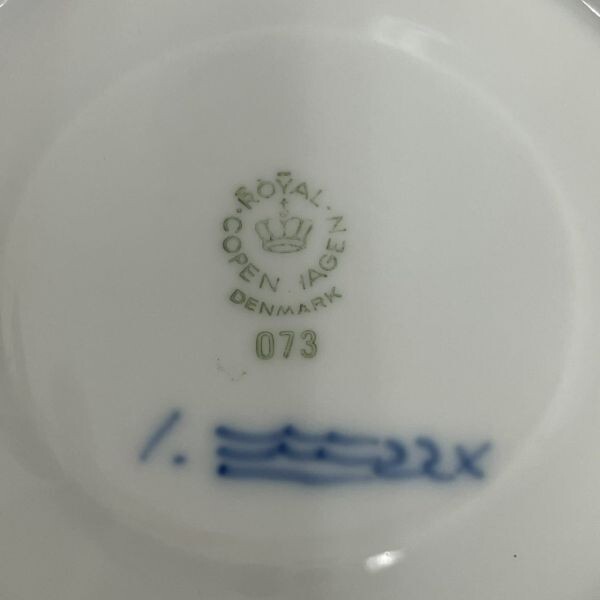 ROYAL
COPENHAGEN
DENMARK
073
1. 22X